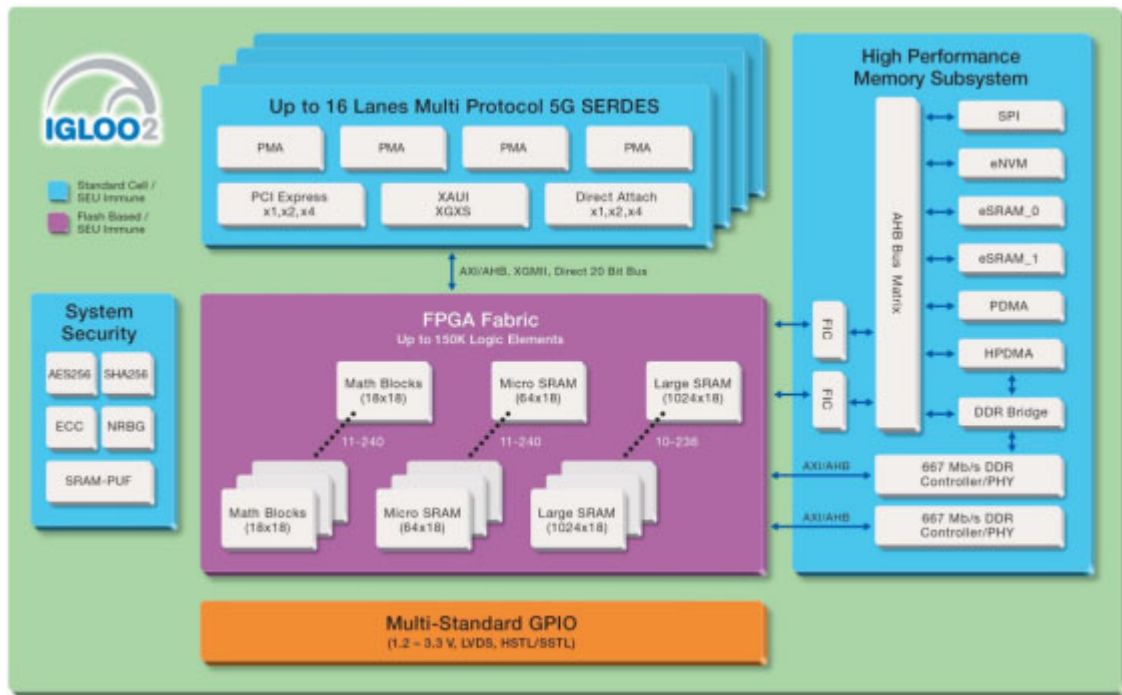 IGLOO2
Standard Cell /
SEU Immune
Flash Based /
SEU Immune
Up to 16 Lanes Multi Protocol 5G SERDES
PMA
PMA
PMA
PMA
PCI Express
x1,x2,x4
XAUI
XGXS
Direct Attach
x1,x2,x4
AXI/AHB, XGMII, Direct 20 Bit Bus
System
Security
AES256
SHA256
ECC
NRBG
SRAM-PUF
FPGA Fabric
Up to 150K Logic Elements
Math Blocks
(18x18)
Micro SRAM
(64x18)
Large SRAM
(1024x18)
11-240
11-240
10-236
Math Blocks
(18x18)
Micro SRAM
(64x18)
Large SRAM
(1024x18)
Multi-Standard GPIO
(1.2 – 3.3 V, LVDS, HSTL/SSTL)
High Performance
Memory Subsystem
AHB Bus Matrix
FIC
FIC
SPI
eNVM
eSRAM_0
eSRAM_1
PDMA
HPDMA
DDR Bridge
AXI/AHB
667 Mb/s DDR
Controller/PHY
AXI/AHB
667 Mb/s DDR
Controller/PHY